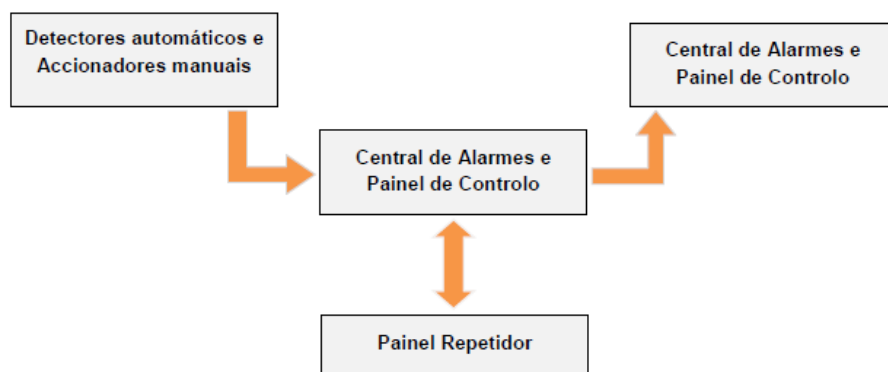 Detectores automáticos e
Accionadores manuais
Central de Alarmes e
Painel de Controlo
Central de Alarmes e
Painel de Controlo
Painel Repetidor